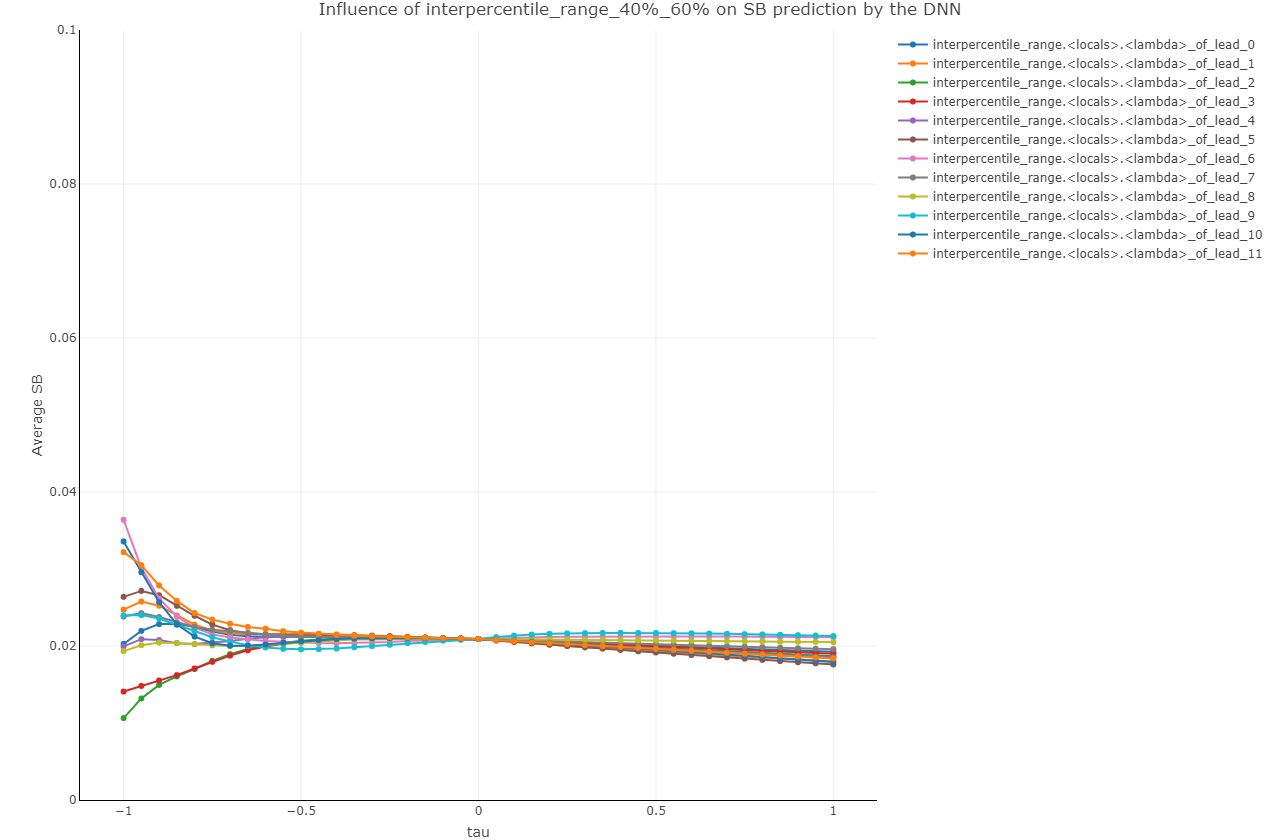 Influence of interpercentile_range_40%_60% on SB prediction by the DNN
0.1
0.08
0.06
0.04
0.02
0
Average SB
−1
−0.5
0
0.5
1
tau
interpercentile_range.<locals>.<lambda>_of_lead_0
interpercentile_range.<locals>.<lambda>_of_lead_1
interpercentile_range.<locals>.<lambda>_of_lead_2
interpercentile_range.<locals>.<lambda>_of_lead_3
interpercentile_range.<locals>.<lambda>_of_lead_4
interpercentile_range.<locals>.<lambda>_of_lead_5
interpercentile_range.<locals>.<lambda>_of_lead_6
interpercentile_range.<locals>.<lambda>_of_lead_7
interpercentile_range.<locals>.<lambda>_of_lead_8
interpercentile_range.<locals>.<lambda>_of_lead_9
interpercentile_range.<locals>.<lambda>_of_lead_10
interpercentile_range.<locals>.<lambda>_of_lead_11